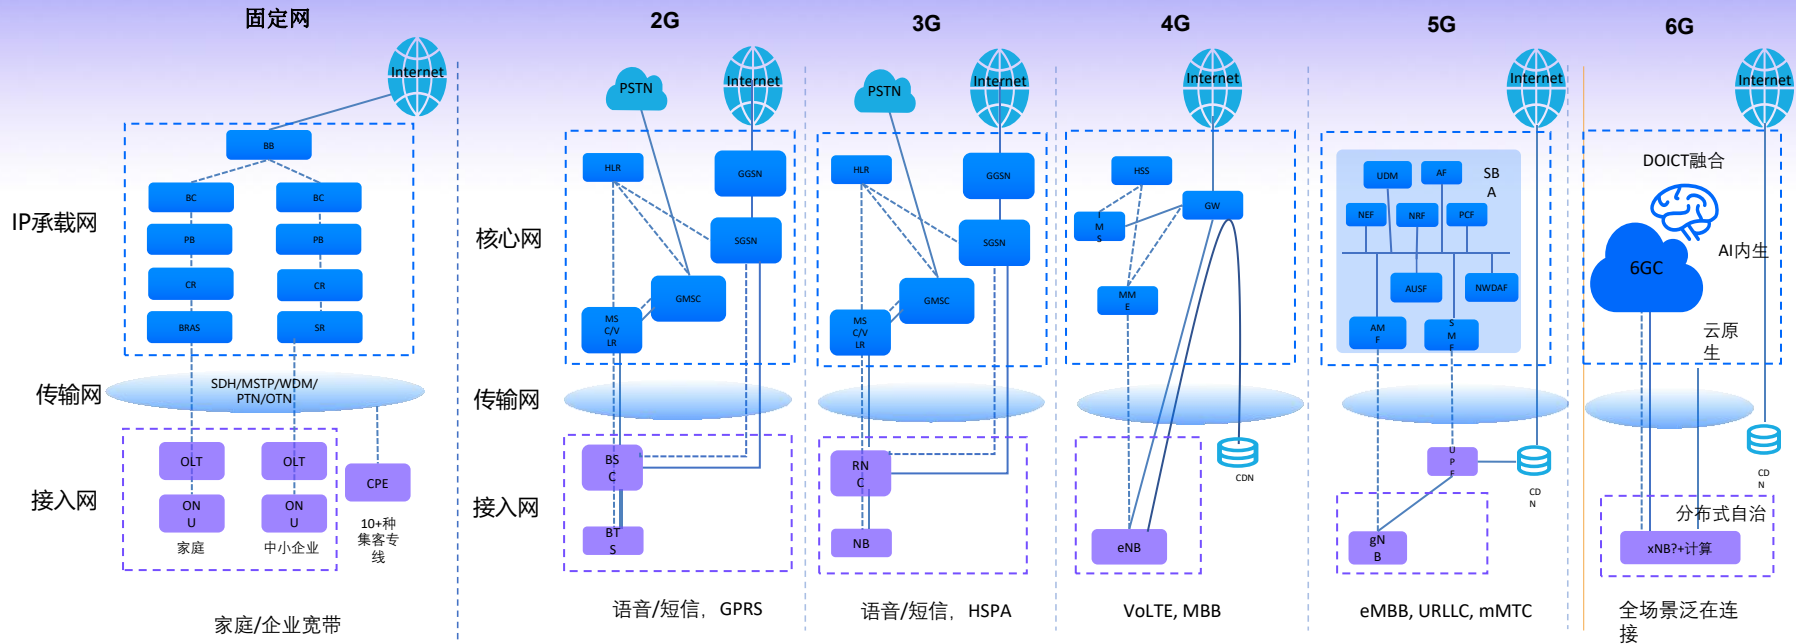 固定网
2G
3G
4G
5G
6G
Internet
BB
BC
BC
PB
PB
CR
CR
BRAS
SR
IP承载网
传输网
SDH/MSTP/WDM/
PTN/OTN
接入网
OLT
OLT
ON
U
ON
U
CPE
家庭
中小企业
10+种
集客专
线
家庭/企业宽带
核心网
传输网
接入网
PSTN
Internet
HLR
GGSN
SGSN
GMSC
MS
C/V
LR
BS
C
BT
S
语音/短信，GPRS
PSTN
Internet
HLR
GGSN
SGSN
GMSC
MS
C/V
LR
RN
C
NB
语音/短信，HSPA
Internet
HSS
GW
I
M
S
MM
E
CDN
eNB
VoLTE, MBB
Internet
SB
A
UDM
AF
NEF
NRF
PCF
AUSF
NWDAF
AM
F
S
M
F
U
P
F
CD
N
gN
B
eMBB, URLLC, mMTC
Internet
DOICT融合
AI内生
6GC
云原
生
CD
N
分布式自治
xNB?+计算
全场景泛在连
接